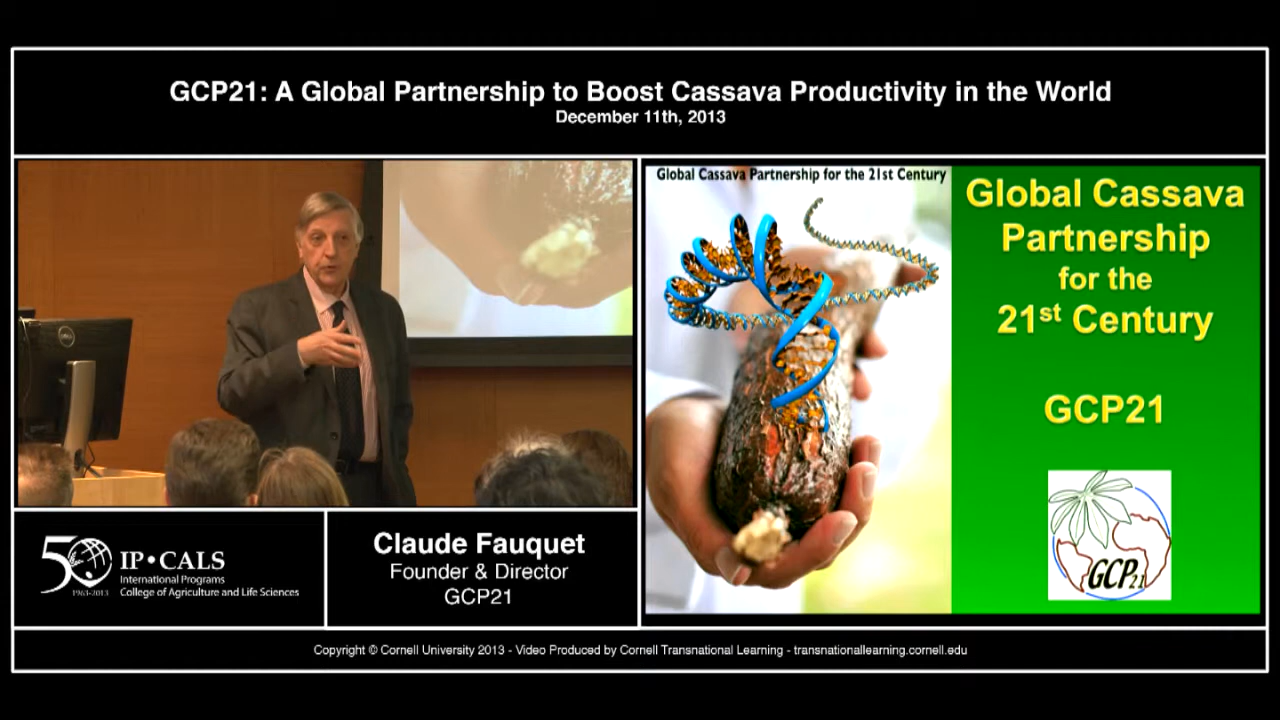 GCP21: A Global Partnership to Boost Cassava Productivity in the World
December 11th, 2013
Global Cassava Partnership for the 21st Century
Global Cassava
Partnership
for the
21st Century
GCP21
GCP21
50
1963-2013
IP•CALS
International Programs
College of Agriculture and Life Sciences
Claude Fauquet
Founder & Director
GCP21
Copyright © Cornell University 2013 - Video Produced by Cornell Transnational Learning - transnationallearning.cornell.edu